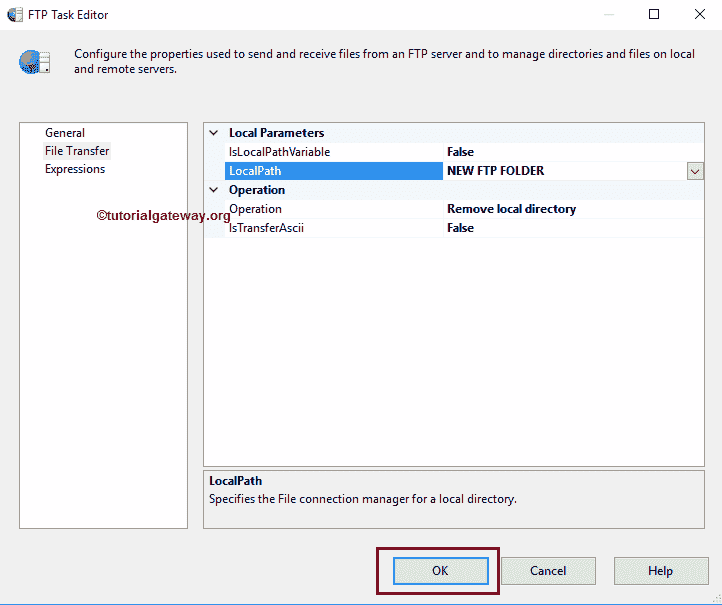 FTP Task Editor
Configure the properties used to send and receive files from an FTP server and to manage directories and files on local
and remote servers.
General
File Transfer
Expressions
©tutorialgateway.org
Local Parameters
IsLocalPathVariable False
LocalPath NEW FTP FOLDER
Operation
Operation Remove local directory
IsTransferAscii False
LocalPath
Specifies the File connection manager for a local directory.
OK Cancel Help